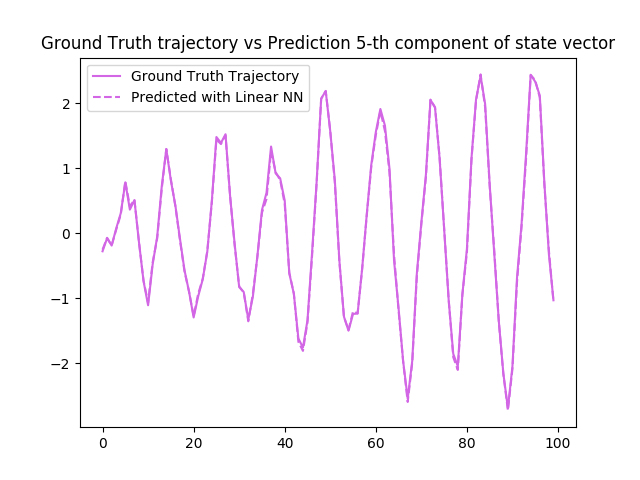 Ground Truth trajectory vs Prediction 5-th component of state vector
Ground Truth Trajectory
Predicted with Linear NN
2
1
0
−1
−2
0 20 40 60 80 100